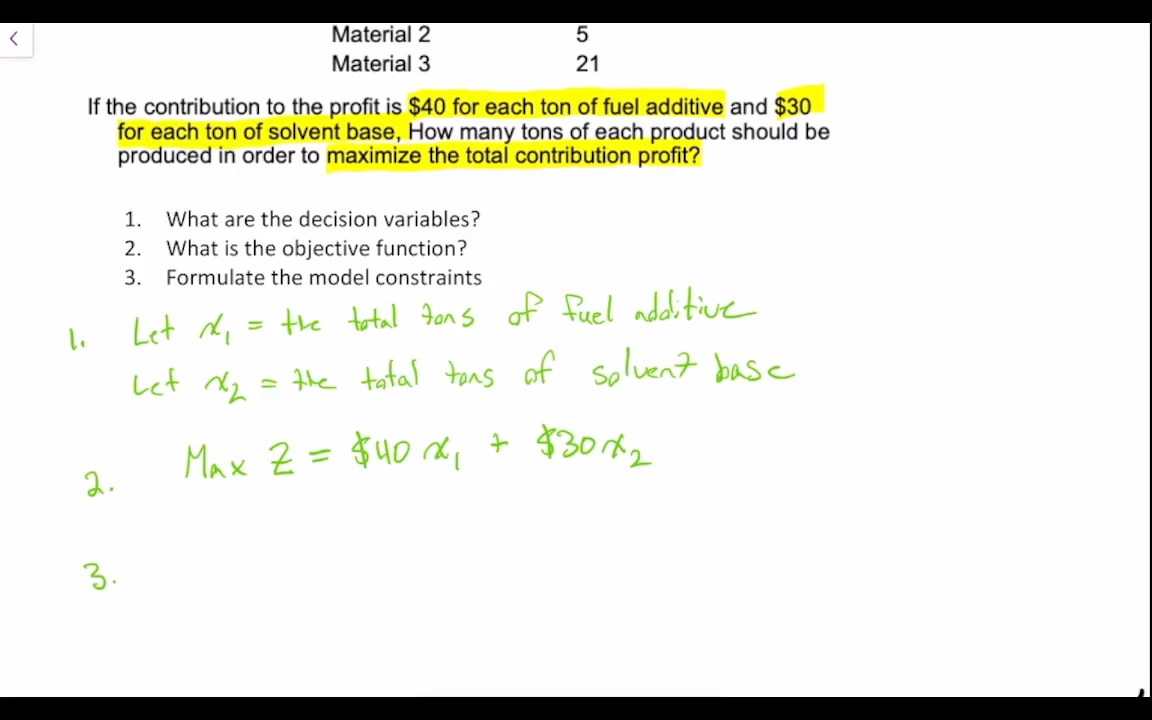 Material 2 5
Material 3 21
If the contribution to the profit is $40 for each ton of fuel additive and $30
for each ton of solvent base, How many tons of each product should be
produced in order to maximize the total contribution profit?
1. What are the decision variables?
2. What is the objective function?
3. Formulate the model constraints
1. Let x₁ = the total tons of fuel additive
Let x₂ = the total tons of solvent base
2. Max Z = $40 x₁ + $30 x₂
3.